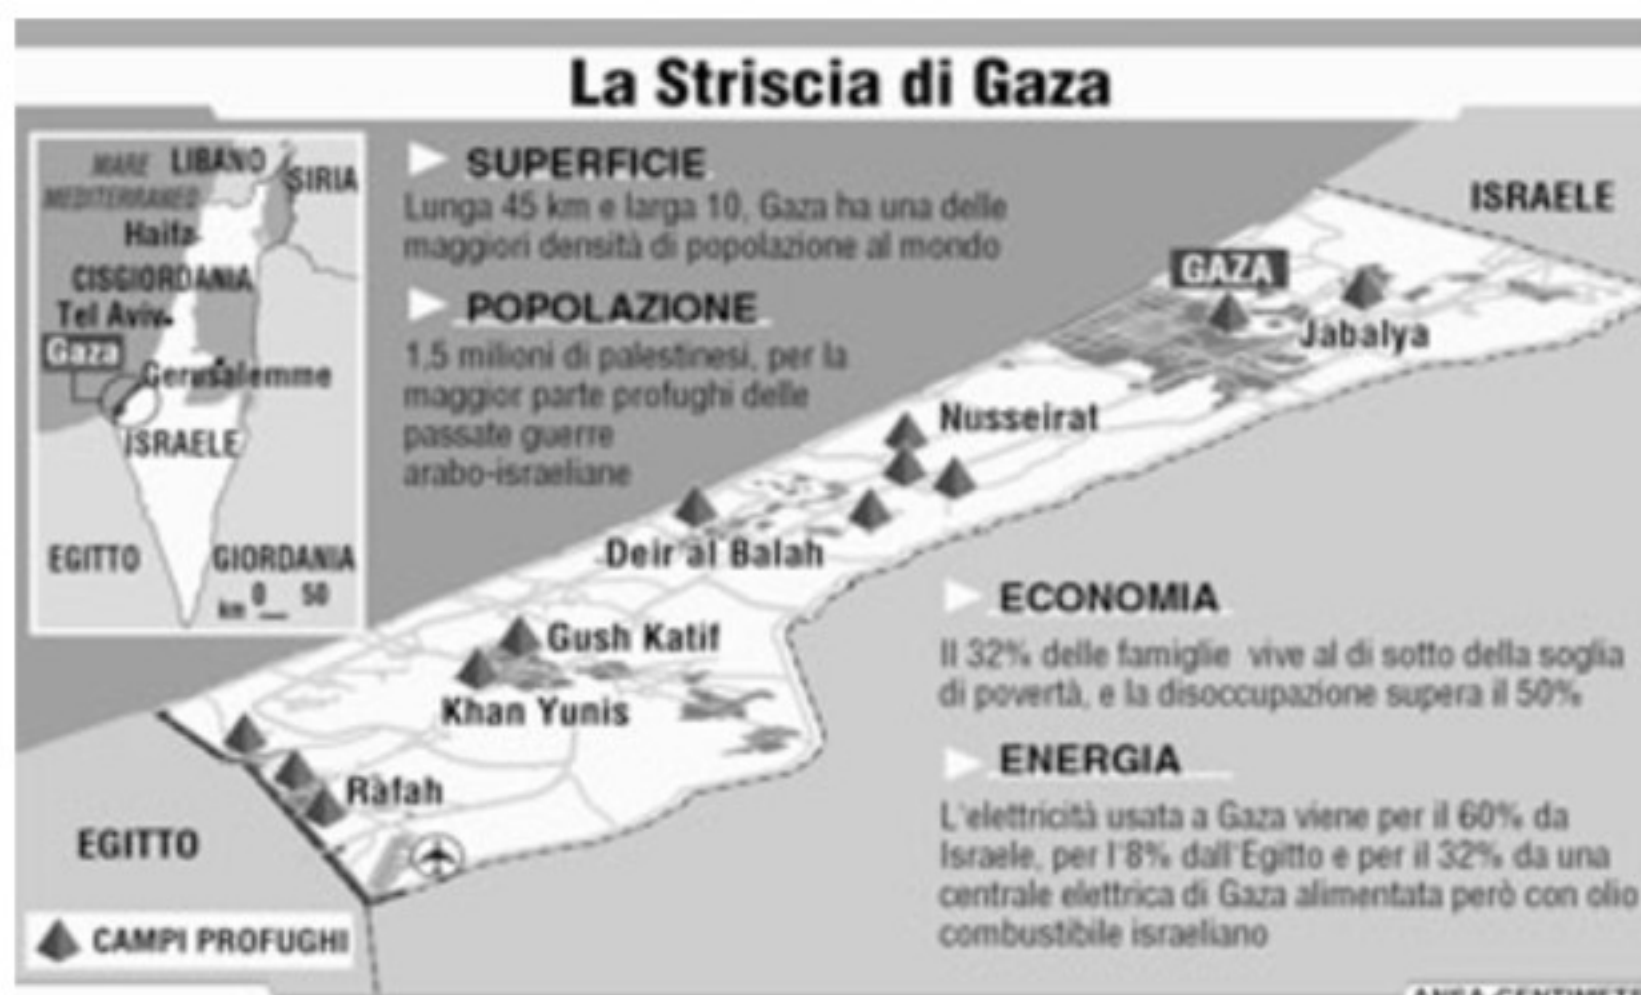 La Striscia di Gaza
MARE
MEDITERRANEO
LIBANO
SIRIA
Haifa
CISGIORDANIA
Tel Aviv
Gaza
Gerusalemme
ISRAELE
EGITTO
GIORDANIA
km 0 50
SUPERFICIE
Lunga 45 km e larga 10, Gaza ha una delle
maggiori densità di popolazione al mondo
POPOLAZIONE
1,5 milioni di palestinesi, per la
maggior parte profughi delle
passate guerre
arabo-israeliane
ISRAELE
GAZA
Jabalya
Nusseirat
Deir al Balah
Gush Katif
Khan Yunis
Rafah
EGITTO
CAMPI PROFUGHI
ECONOMIA
Il 32% delle famiglie vive al di sotto della soglia
di povertà, e la disoccupazione supera il 50%
ENERGIA
L'elettricità usata a Gaza viene per il 60% da
Israele, per l'8% dall'Egitto e per il 32% da una
centrale elettrica di Gaza alimentata però con olio
combustibile israeliano